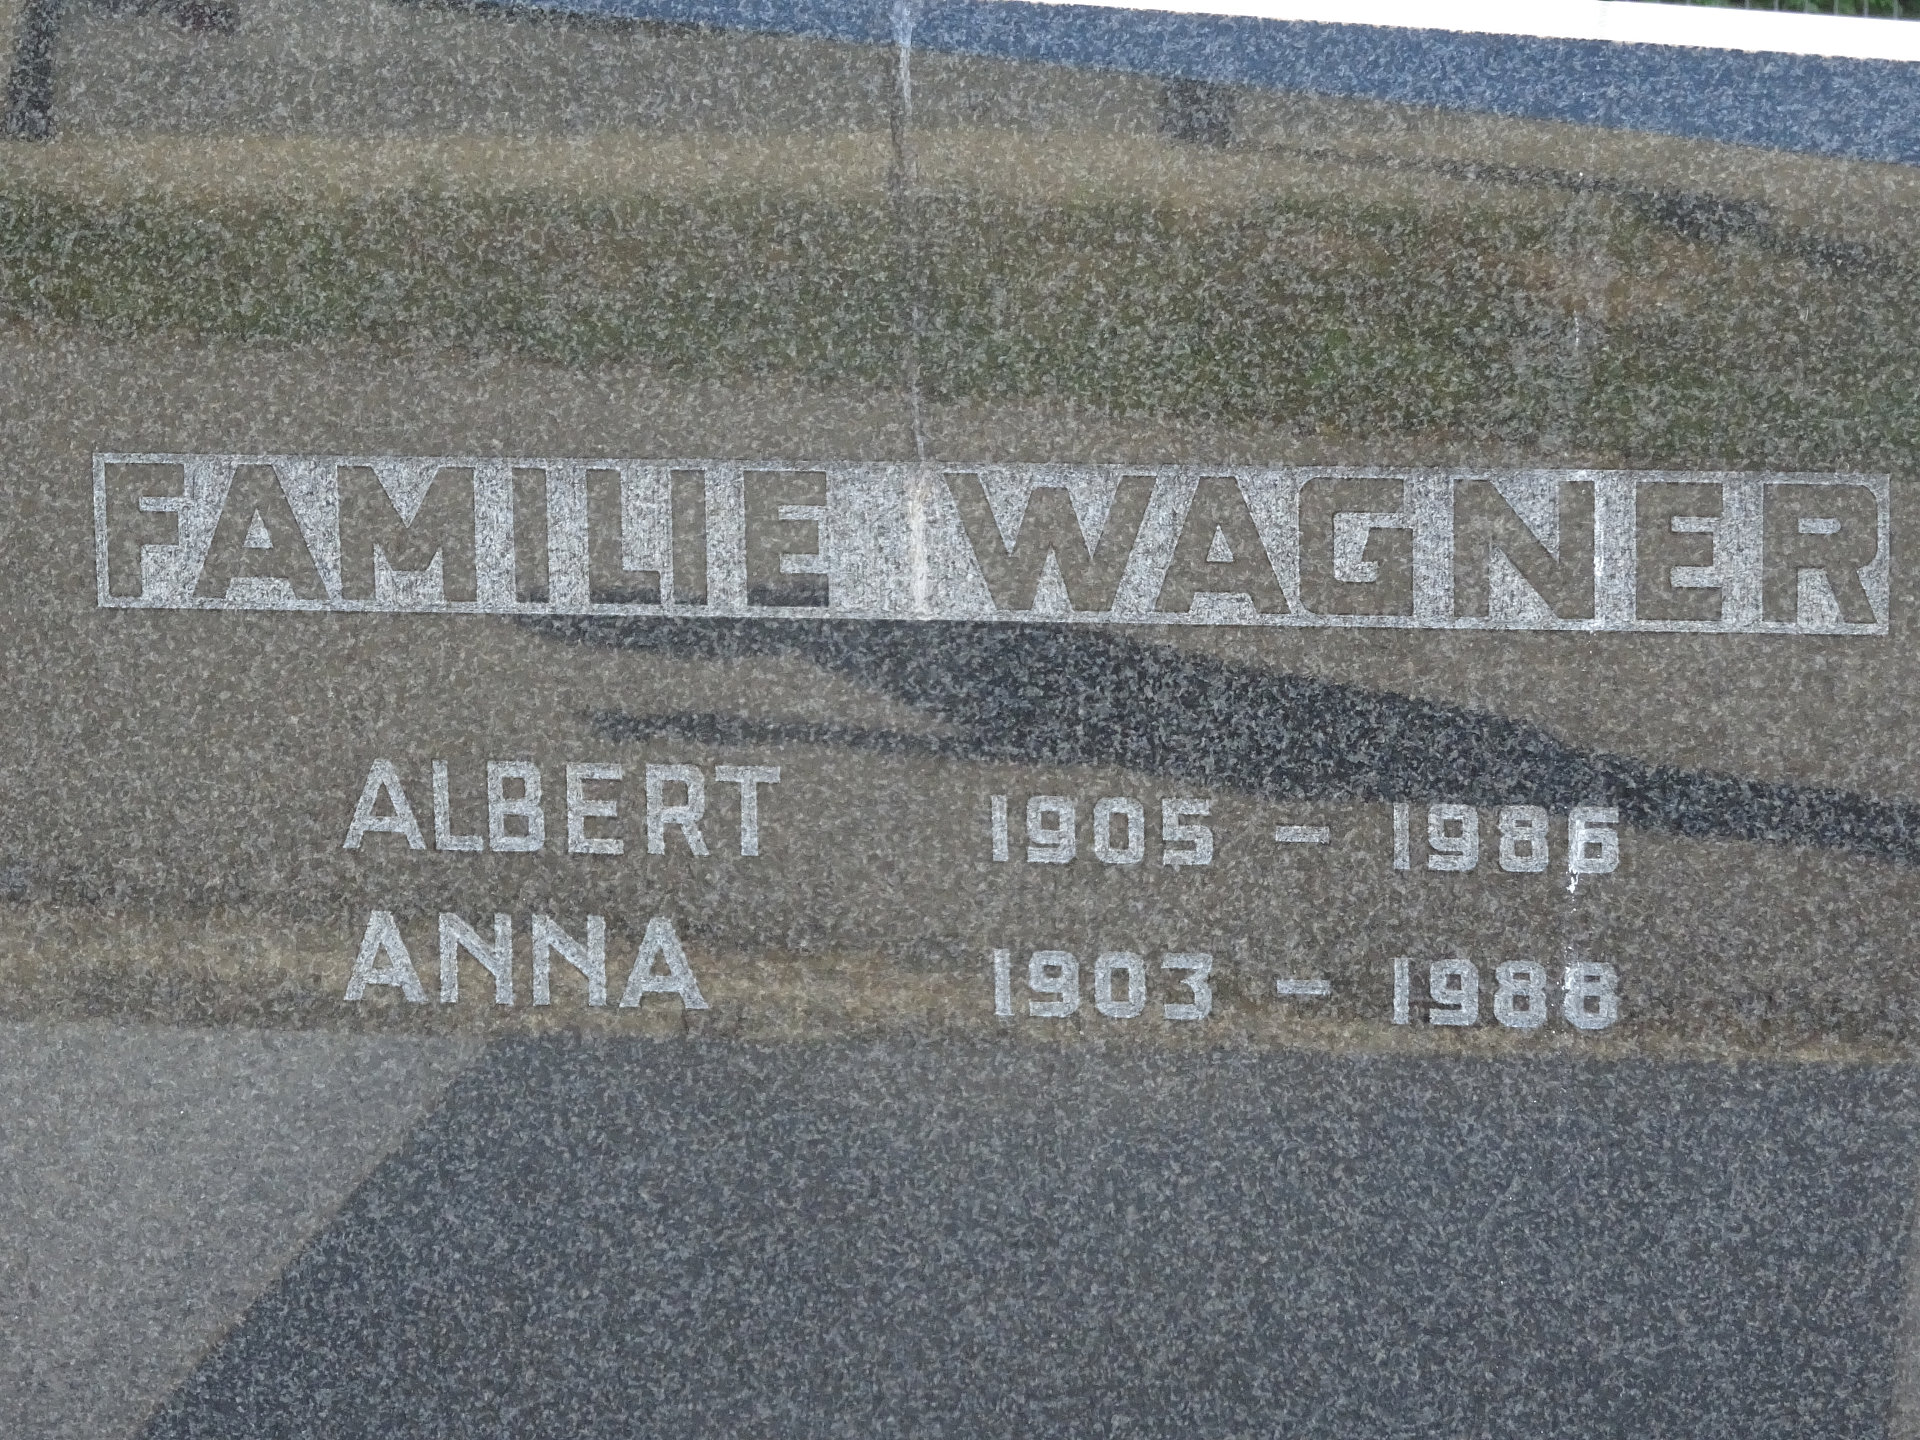 FAMILIE WAGNER
ALBERT 1905 - 1986
ANNA 1903 - 1988